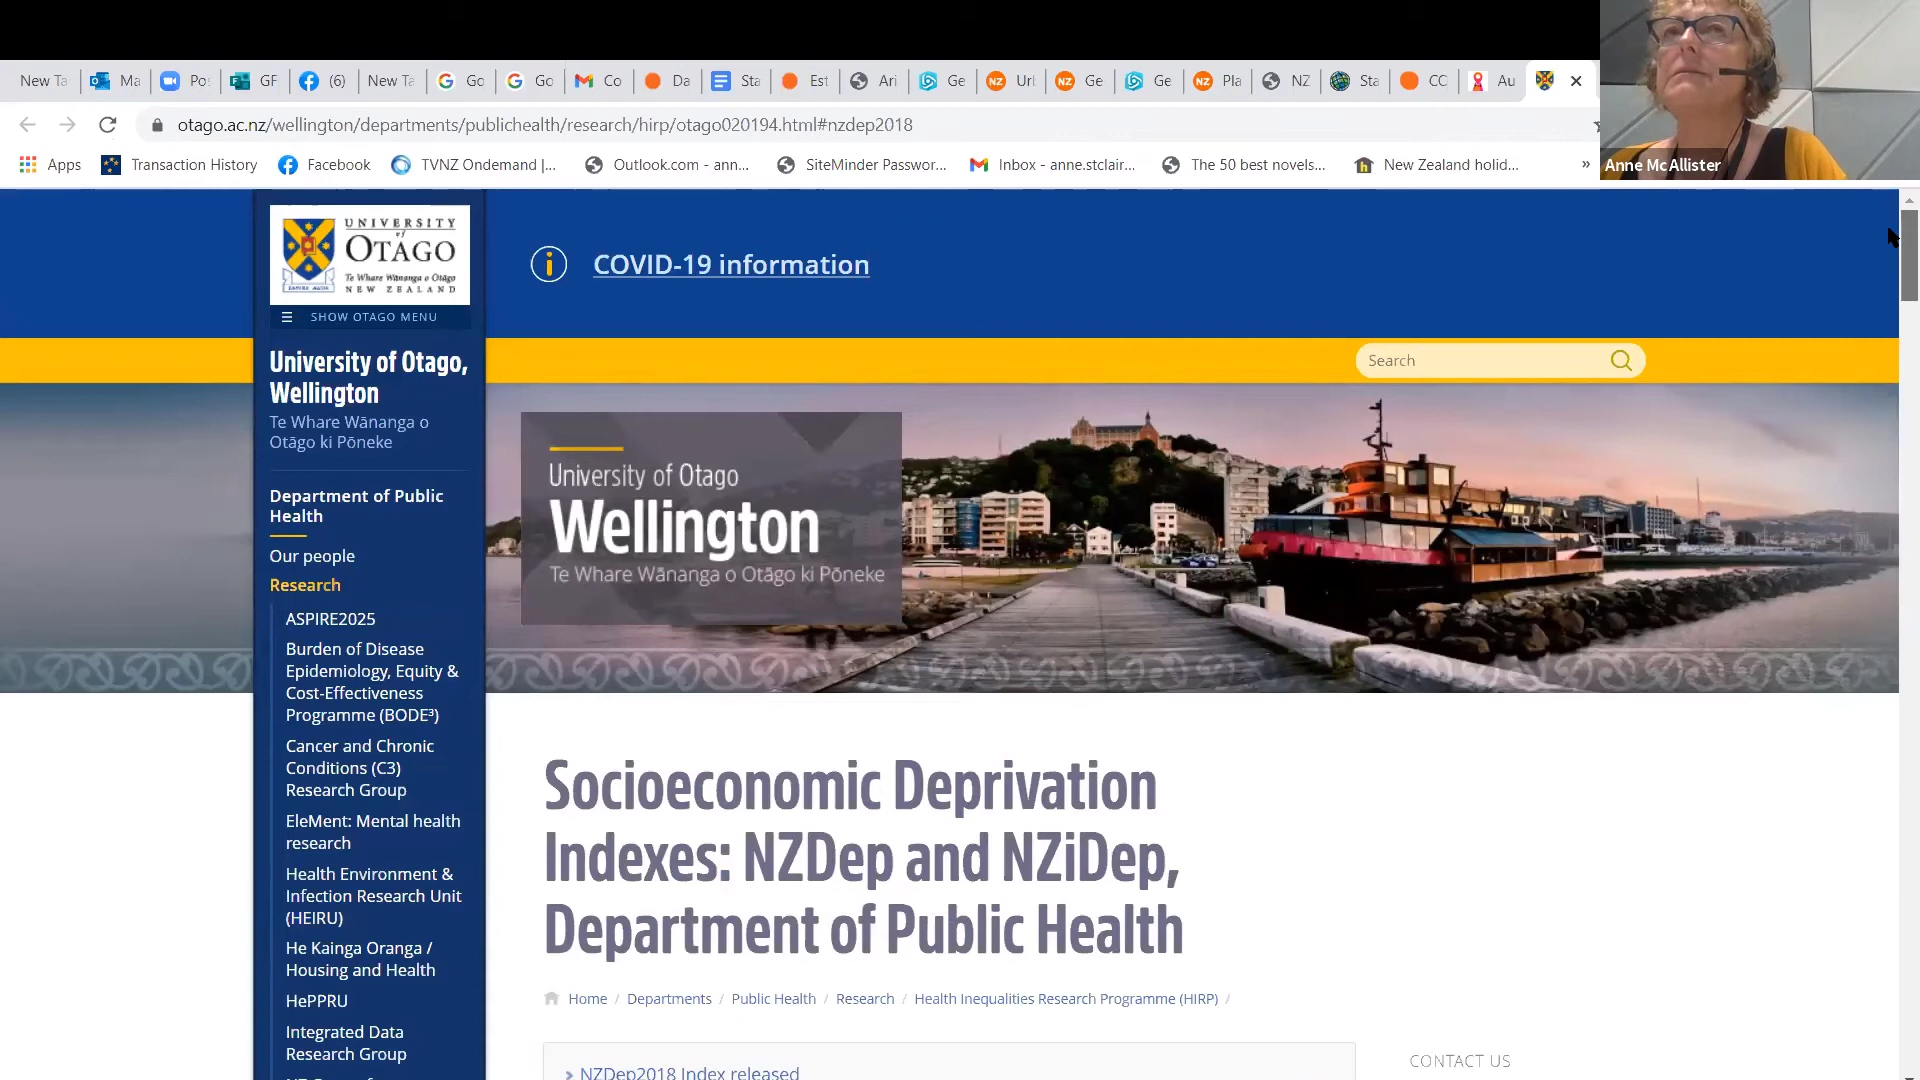 New Ta
Ma
Po
GF
(6)
New Ta
Go
Go
Co
Da
Sta
Est
Ari
Ge
Url
Ge
Ge
Pla
NZ
Sta
CC
Au
otago.ac.nz/wellington/departments/publichealth/research/hirp/otago020194.html#nzdep2018
Apps
Transaction History
Facebook
TVNZ Ondemand |...
Outlook.com - ann...
SiteMinder Passwor...
Inbox - anne.stclair...
The 50 best novels...
New Zealand holid...
»
Anne Mc Allister
UNIVERSITY
of
OTAGO
Te Whare Wānanga o Otāgo
NEW ZEALAND
SHOW OTAGO MENU
COVID-19 information
Search
University of Otago,
Wellington
Te Whare Wānanga o
Otāgo ki Pōneke
Department of Public
Health
Our people
Research
ASPIRE2025
Burden of Disease
Epidemiology, Equity &
Cost-Effectiveness
Programme (BODE³)
Cancer and Chronic
Conditions (C3)
Research Group
EleMent: Mental health
research
Health Environment &
Infection Research Unit
(HEIRU)
He Kainga Oranga /
Housing and Health
HePPRU
Integrated Data
Research Group
University of Otago
Wellington
Te Whare Wānanga o Otāgo ki Pōneke
Socioeconomic Deprivation
Indexes: NZDep and NZiDep,
Department of Public Health
Home / Departments / Public Health / Research / Health Inequalities Research Programme (HIRP) /
NZDep2018 Index released
CONTACT US